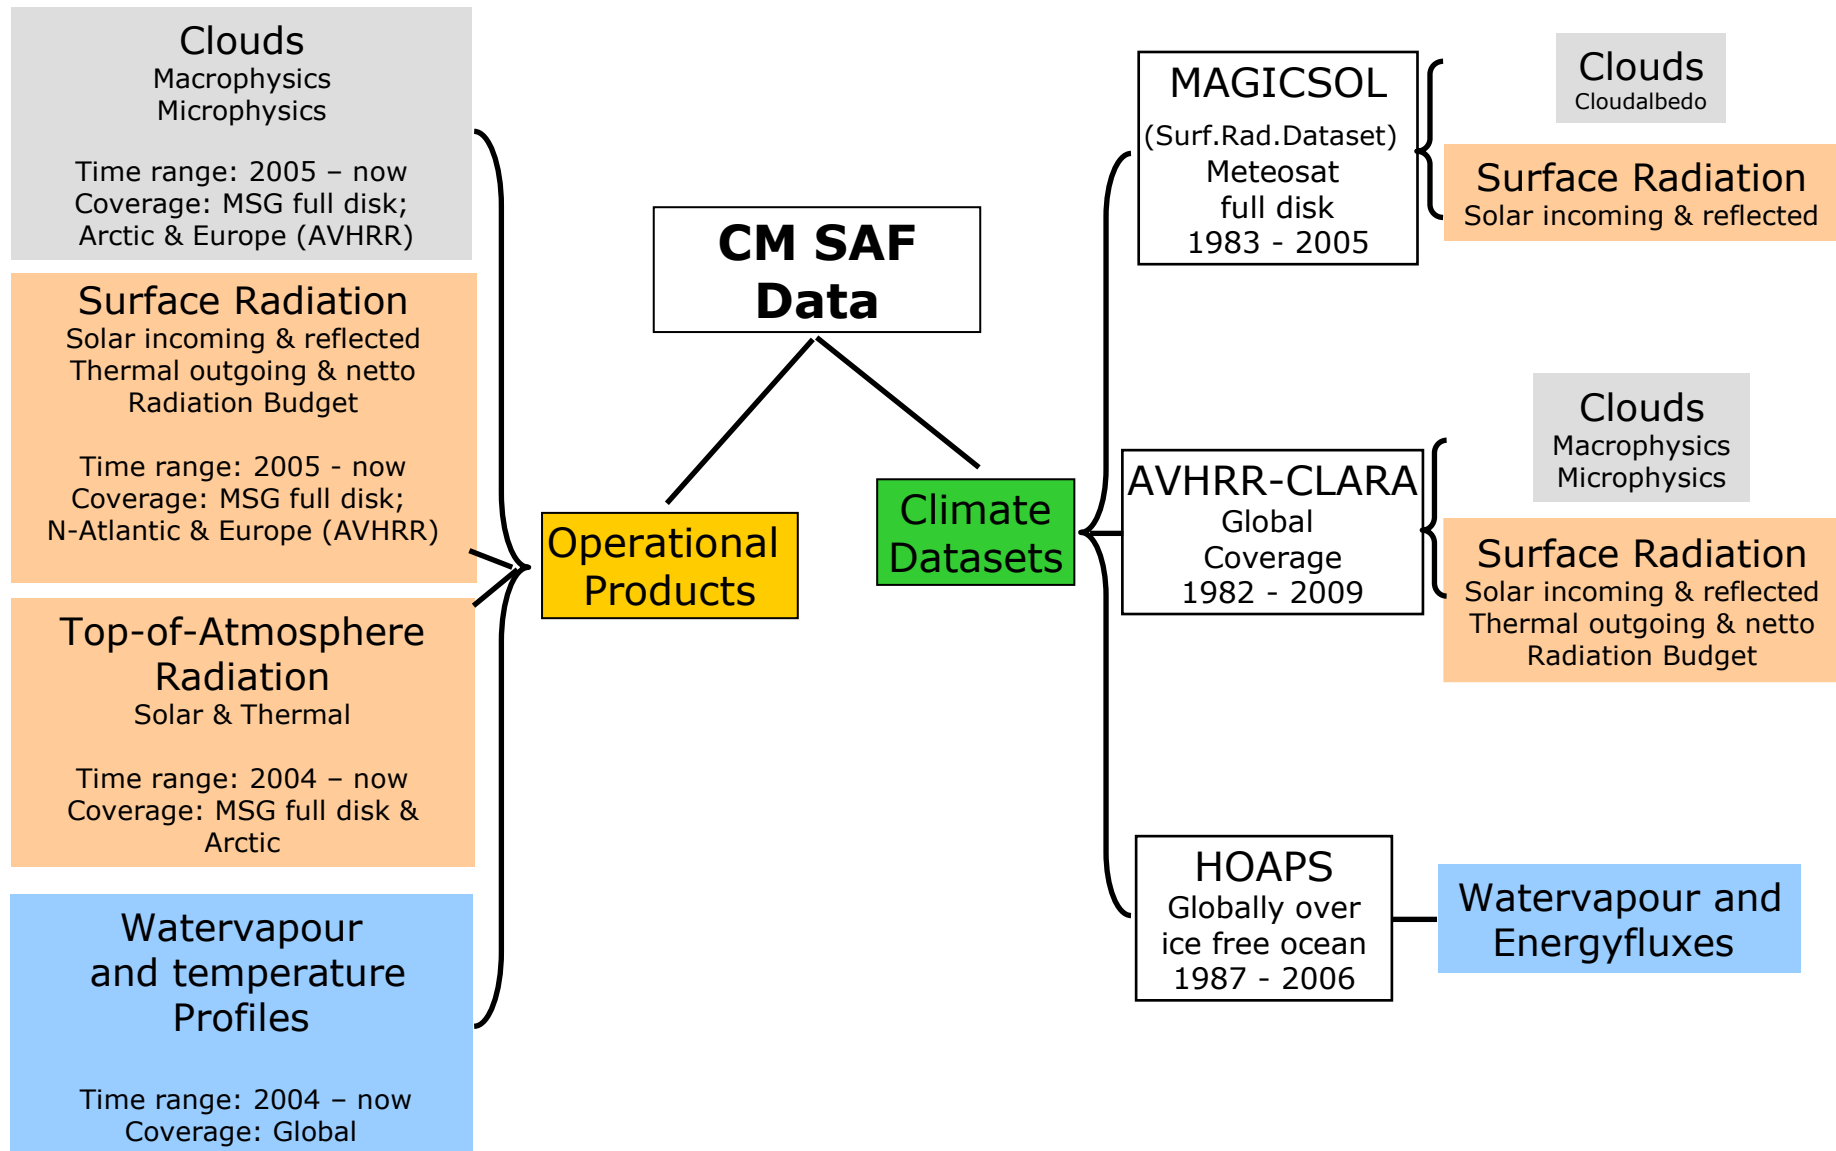 Clouds
Macrophysics
Microphysics
Time range: 2005 – now
Coverage: MSG full disk;
Arctic & Europe (AVHRR)
Surface Radiation
Solar incoming & reflected
Thermal outgoing & netto
Radiation Budget
Time range: 2005 - now
Coverage: MSG full disk;
N-Atlantic & Europe (AVHRR)
Top-of-Atmosphere
Radiation
Solar & Thermal
Time range: 2004 – now
Coverage: MSG full disk &
Arctic
Watervapour
and temperature
Profiles
Time range: 2004 – now
Coverage: Global
CM SAF
Data
Operational
Products
Climate
Datasets
MAGICSOL
(Surf.Rad.Dataset)
Meteosat
full disk
1983 - 2005
Clouds
Cloudalbedo
Surface Radiation
Solar incoming & reflected
AVHRR-CLARA
Global
Coverage
1982 - 2009
Clouds
Macrophysics
Microphysics
Surface Radiation
Solar incoming & reflected
Thermal outgoing & netto
Radiation Budget
HOAPS
Globally over
ice free ocean
1987 - 2006
Watervapour and
Energyfluxes